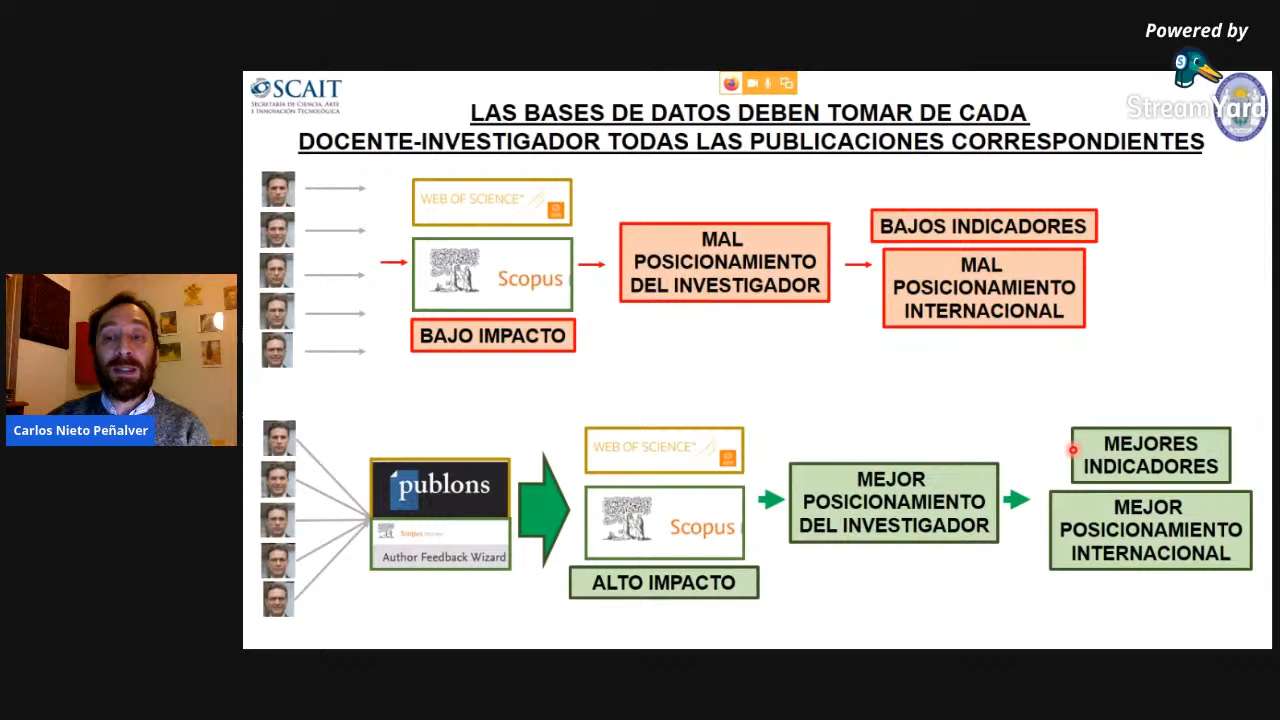 Powered by
StreamYard
SCAIT
SECRETARÍA DE CIENCIA, ARTE
E INNOVACIÓN TECNOLÓGICA
LAS BASES DE DATOS DEBEN TOMAR DE CADA
DOCENTE-INVESTIGADOR TODAS LAS PUBLICACIONES CORRESPONDIENTES
WEB OF SCIENCE™
Scopus
BAJO IMPACTO
MAL
POSICIONAMIENTO
DEL INVESTIGADOR
BAJOS INDICADORES
MAL
POSICIONAMIENTO
INTERNACIONAL
Carlos Nieto Peñalver
publons
Scopus
Author Feedback Wizard
WEB OF SCIENCE™
Scopus
ALTO IMPACTO
MEJOR
POSICIONAMIENTO
DEL INVESTIGADOR
MEJORES
INDICADORES
MEJOR
POSICIONAMIENTO
INTERNACIONAL